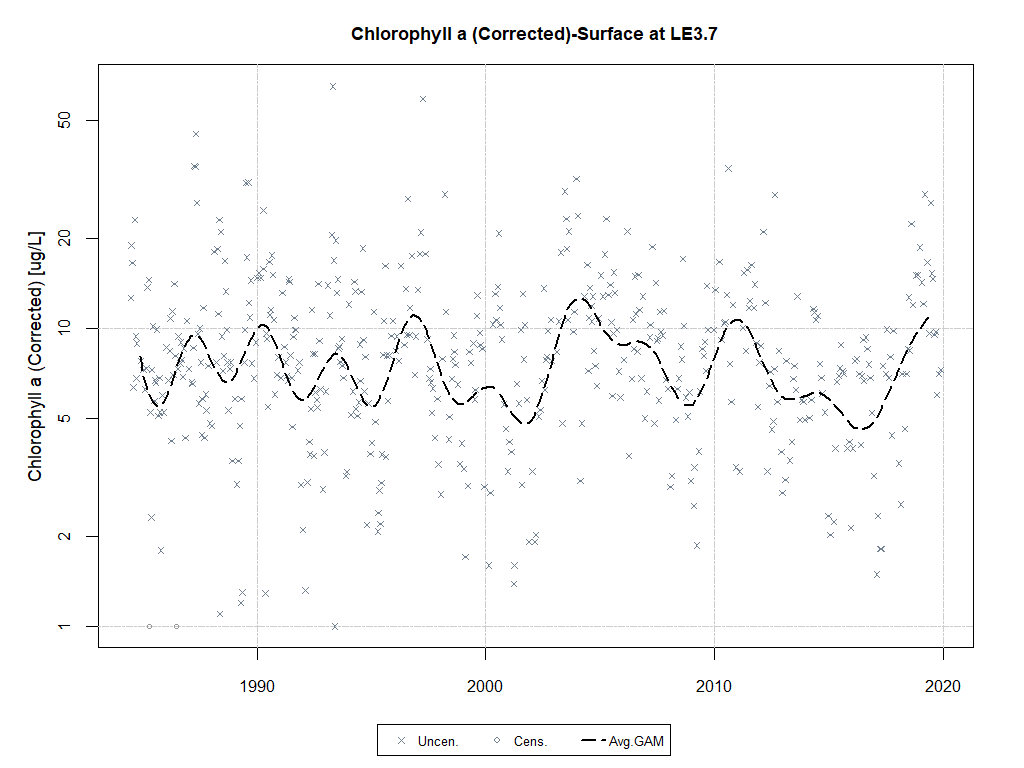 Chlorophyll a (Corrected)-Surface at LE3.7
Chlorophyll a (Corrected) [ug/L]
50
20
10
5
2
1
1990 2000 2010 2020
Uncen. Cens. Avg.GAM